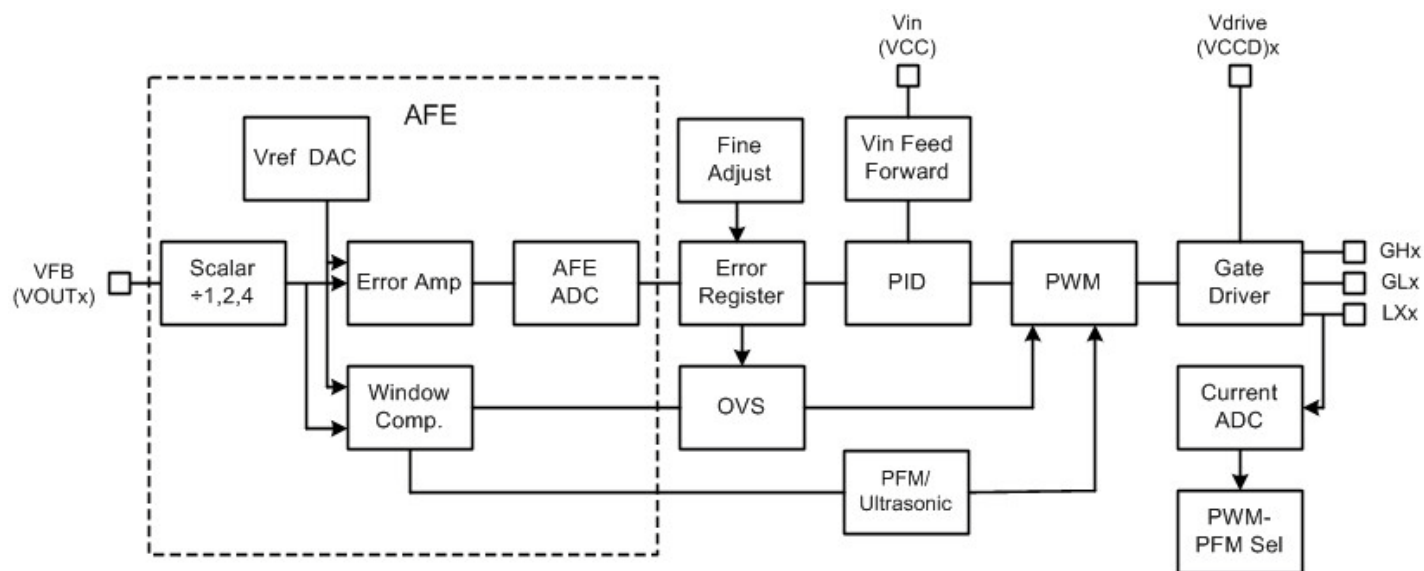 Vin
(VCC)
Vdrive
(VCCD)x
AFE
Vref DAC
Fine
Adjust
Vin Feed
Forward
VFB
(VOUTx)
Scalar
÷1,2,4
Error Amp
AFE
ADC
Error
Register
PID
PWM
Gate
Driver
GHx
GLx
LXx
Window
Comp.
OVS
Current
ADC
PFM/
Ultrasonic
PWM-
PFM Sel